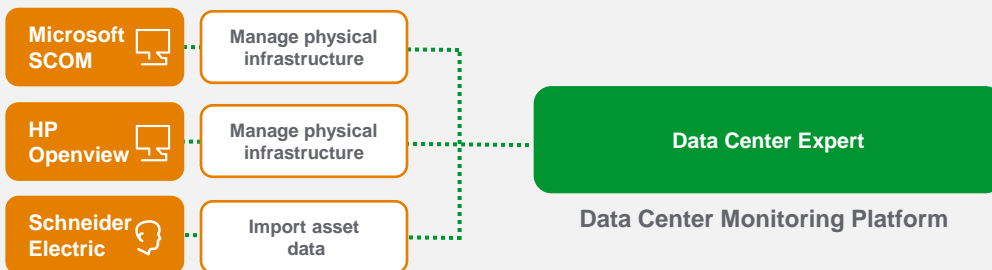 Microsoft
SCOM
Manage physical
infrastructure
HP
Openview
Manage physical
infrastructure
Schneider
Electric
Import asset
data
Data Center Expert
Data Center Monitoring Platform